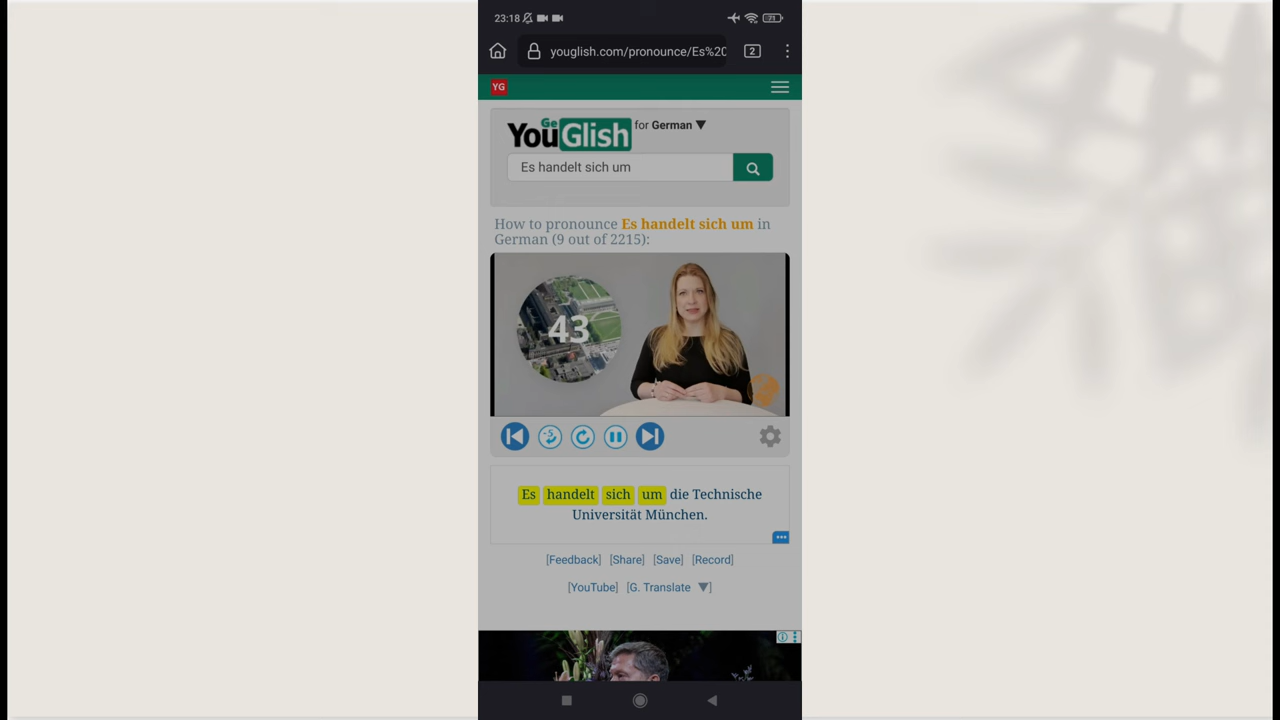 23:18
71
youglish.com/pronounce/Es%20
2
YG
Ge
YouGlish for German ▼
Es handelt sich um
How to pronounce Es handelt sich um in
German (9 out of 2215):
43
-5
Es handelt sich um die Technische
Universität München.
[Feedback] [Share] [Save] [Record]
[YouTube] [G. Translate ▼]